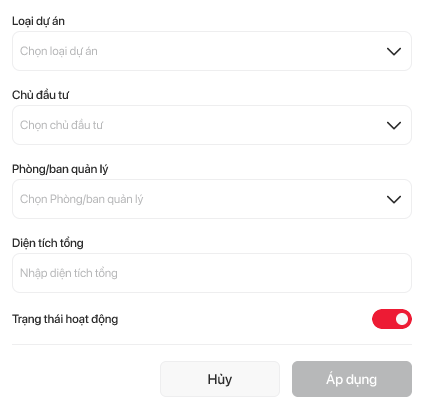 Loại dự án
Chọn loại dự án
Chủ đầu tư
Chọn chủ đầu tư
Phòng/ban quản lý
Chọn Phòng/ban quản lý
Diện tích tổng
Nhập diện tích tổng
Trạng thái hoạt động
Hủy
Áp dụng